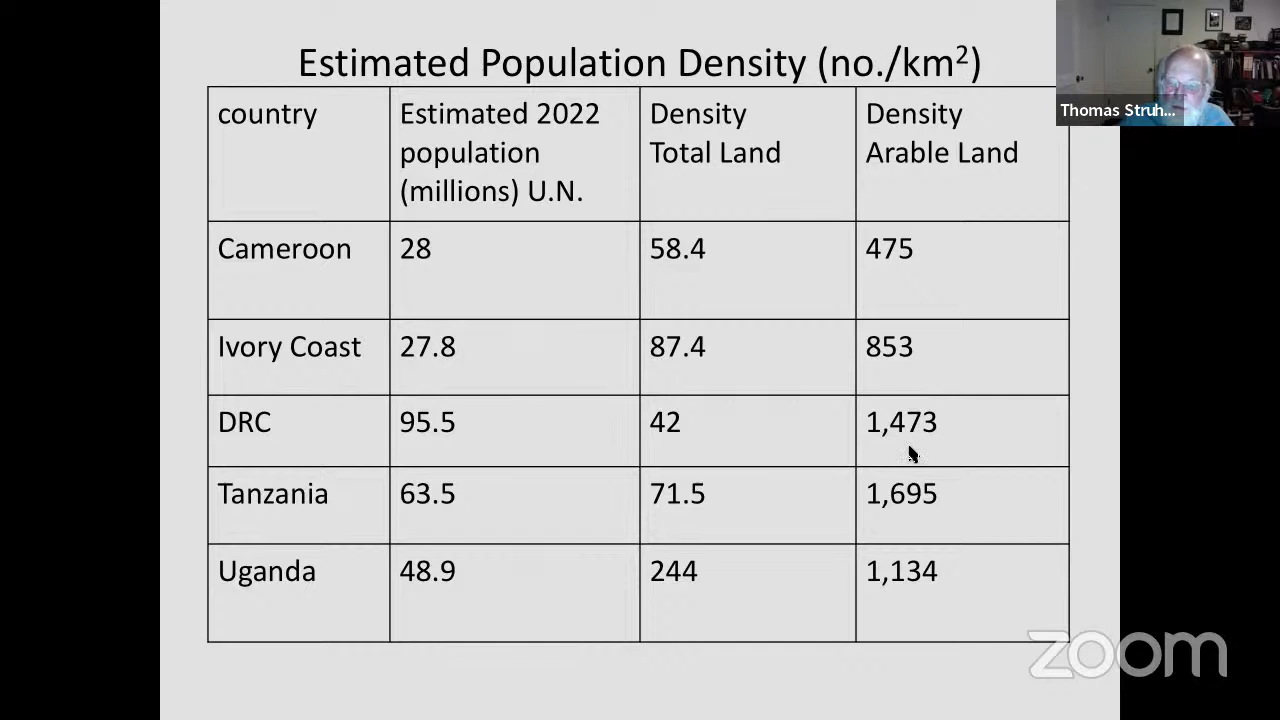 Estimated Population Density (no./km²)
country
Estimated 2022
population
(millions) U.N.
Density
Total Land
Density
Arable Land
Cameroon 28 58.4 475
Ivory Coast 27.8 87.4 853
DRC 95.5 42 1,473
Tanzania 63.5 71.5 1,695
Uganda 48.9 244 1,134
Thomas Struh...
zoom